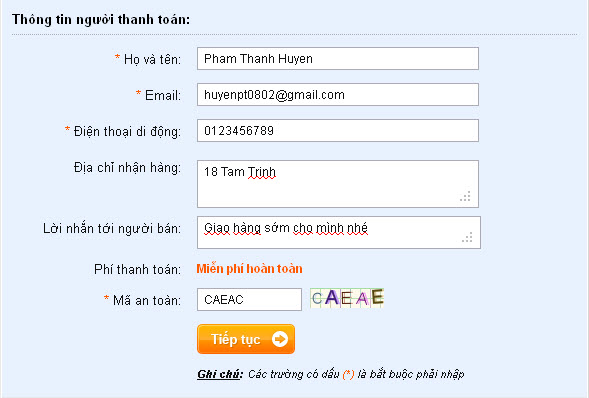 Thông tin người thanh toán:
* Họ và tên: Pham Thanh Huyen
* Email: huyenpt0802@gmail.com
* Điện thoại di động: 0123456789
Địa chỉ nhận hàng: 18 Tam Trinh
Lời nhắn tới người bán: Giao hàng sớm cho mình nhé
Phí thanh toán: Miễn phí hoàn toàn
* Mã an toàn: CAEAC CAEAE
Tiếp tục
Ghi chú: Các trường có dấu (*) là bắt buộc phải nhập